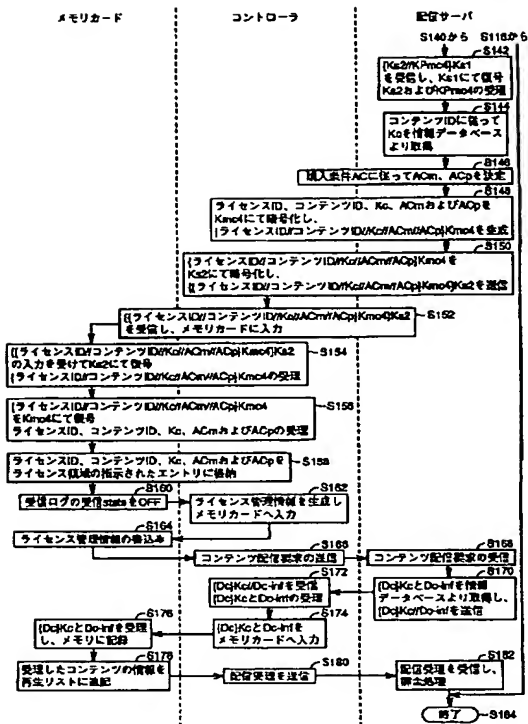 メモリカード
コントローラ
配信サーバ
S140から
S116から
S142
{Ks2//KPmc4}Ks1
を受信し、Ks1にて復号
Ks2およびKPmc4の受理
S144
コンテンツIDに従って
Kcを情報データベース
より取得
S146
購入条件ACに従ってACm、ACpを決定
S148
ライセンスID、コンテンツID、Kc、ACmおよびACpを
Kmc4にて暗号化し、
{ライセンスID//コンテンツID//Kc//ACm//ACp}Kmc4を生成
S150
{ライセンスID//コンテンツID//Kc//ACm//ACp}Kmc4を
Ks2にて暗号化し、
{{ライセンスID//コンテンツID//Kc//ACm//ACp}Kmc4}Ks2を送信
{{ライセンスID//コンテンツID//Kc//ACm//ACp}Kmc4}Ks2
を受信し、メモリカードに入力
S152
{{ライセンスID//コンテンツID//Kc//ACm//ACp}Kmc4}Ks2
の入力を受けてKs2にて復号
{ライセンスID//コンテンツID//Kc//ACm//ACp}Kmc4の受理
S154
{ライセンスID//コンテンツID//Kc//ACm//ACp}Kmc4
をKmc4にて復号
ライセンスID、コンテンツID、Kc、ACmおよびACpの受理
S156
ライセンスID、コンテンツID、Kc、ACmおよびACpを
ライセンス領域の指示されたエントリに格納
S158
S160
受信ログの受信stateをOFF
S162
ライセンス管理情報を生成し
メモリカードへ入力
S164
ライセンス管理情報の書込み
S166
コンテンツ配信要求の送信
S168
コンテンツ配信要求の受信
S170
{Dc}KcとDc-infを情報
データベースより取得し、
{Dc}Kc//Dc-infを送信
S172
{Dc}Kc//Dc-infを受信
{Dc}KcとDc-infの受理
S174
{Dc}KcとDc-infを
メモリカードへ入力
S176
{Dc}KcとDc-infを受理
し、メモリに記録
S178
受理したコンテンツの情報を
再生リストに追記
S180
配信受理を送信
S182
配信受理を受信し、
課金処理
終了
S184